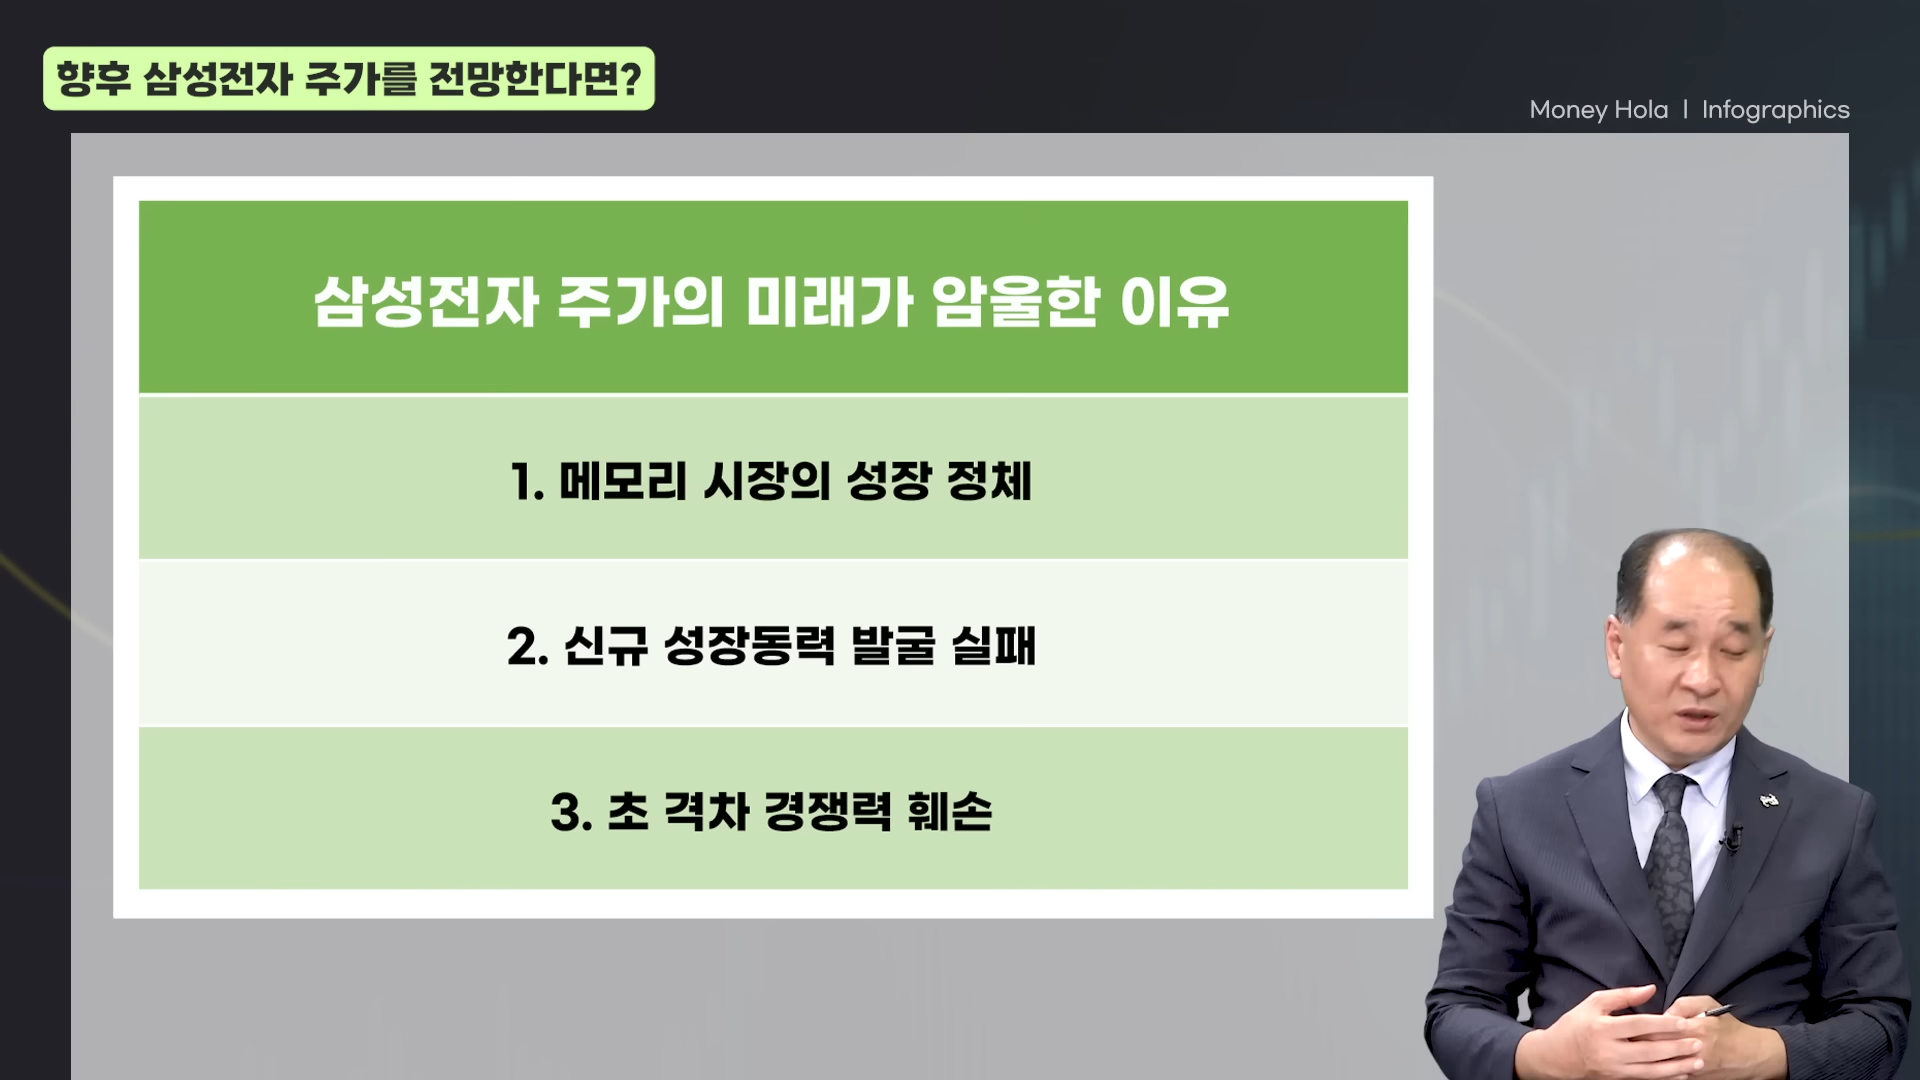 향후 삼성전자 주가를 전망한다면?
Money Hola | Infographics
삼성전자 주가의 미래가 암울한 이유
1. 메모리 시장의 성장 정체
2. 신규 성장동력 발굴 실패
3. 초 격차 경쟁력 훼손